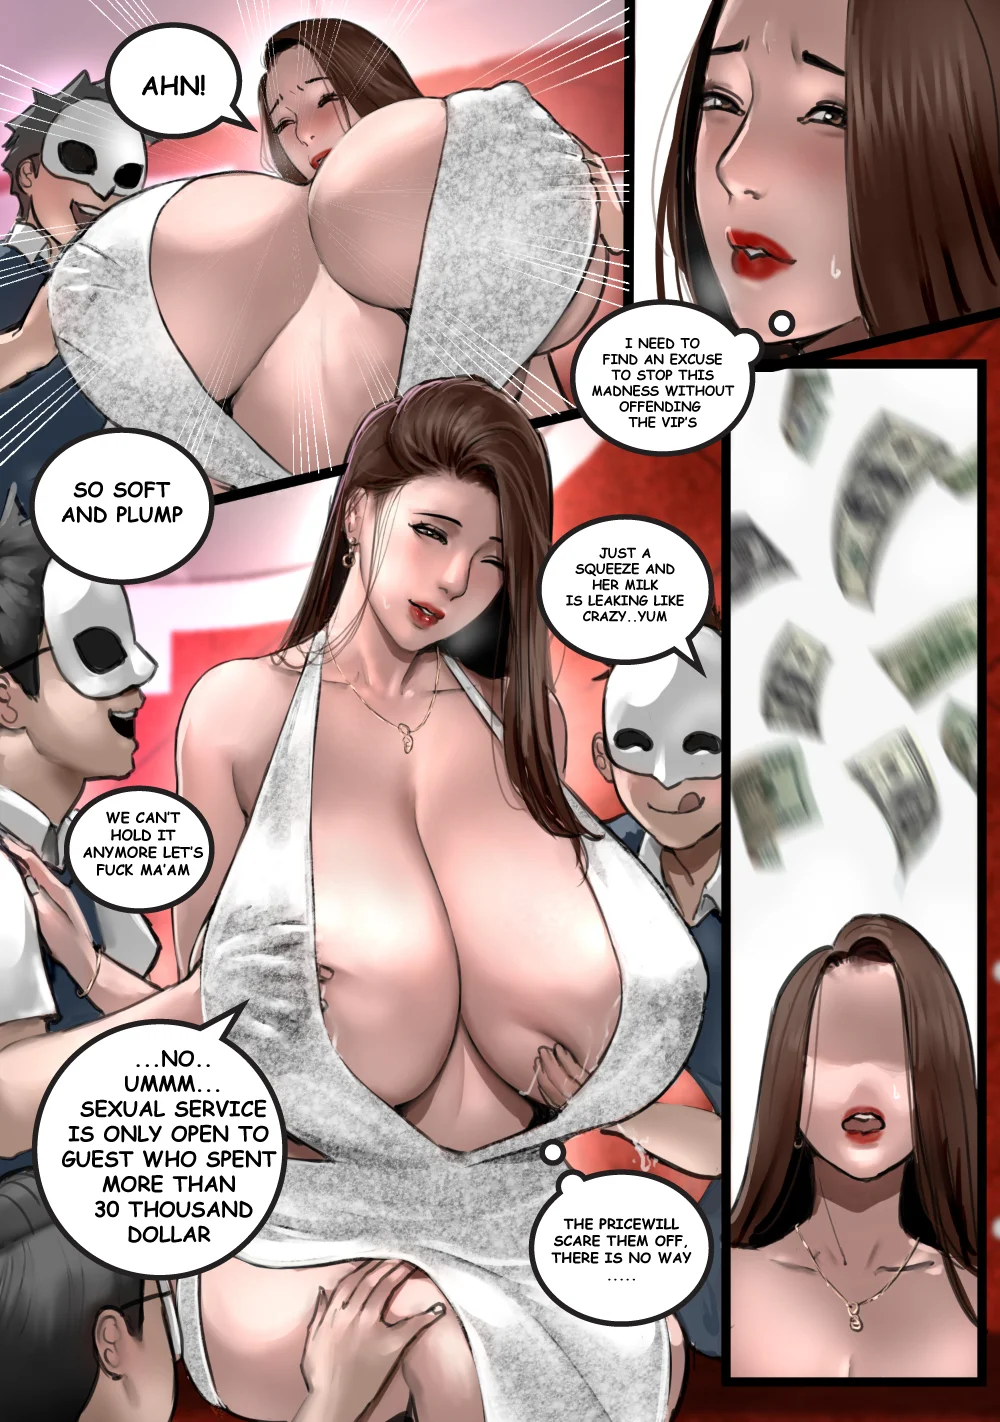 AHN!
I NEED TO
FIND AN EXCUSE
TO STOP THIS
MADNESS WITHOUT
OFFENDING
THE VIP'S
SO SOFT
AND PLUMP
JUST A
SQUEEZE AND
HER MILK
IS LEAKING LIKE
CRAZY..YUM
WE CAN'T
HOLD IT
ANYMORE LET'S
FUCK MA'AM
...NO..
UMMM...
SEXUAL SERVICE
IS ONLY OPEN TO
GUEST WHO SPENT
MORE THAN
30 THOUSAND
DOLLAR
THE PRICEWILL
SCARE THEM OFF,
THERE IS NO WAY
.....